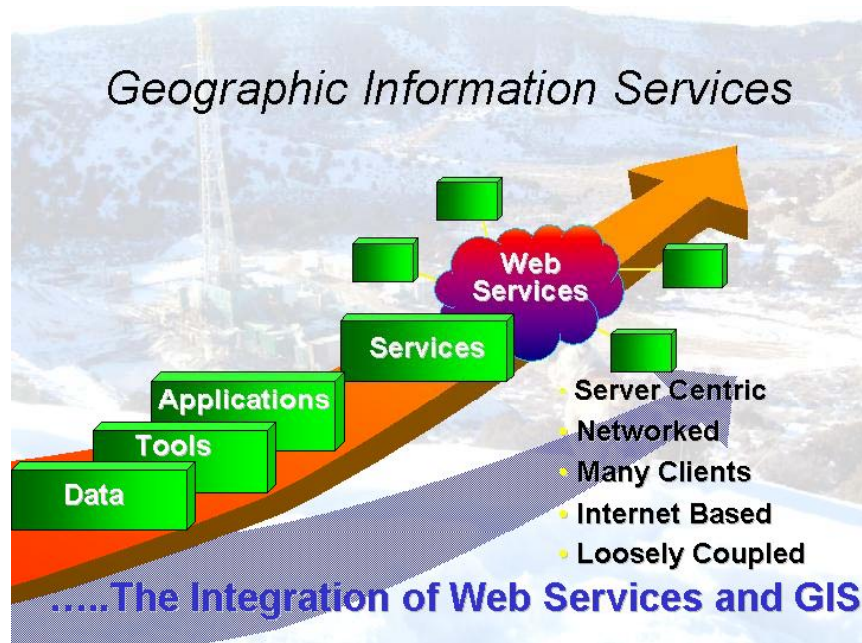 Geographic Information Services
Web
Services
Services
Applications
Tools
Data
• Server Centric
• Networked
• Many Clients
• Internet Based
• Loosely Coupled
.....The Integration of Web Services and GIS